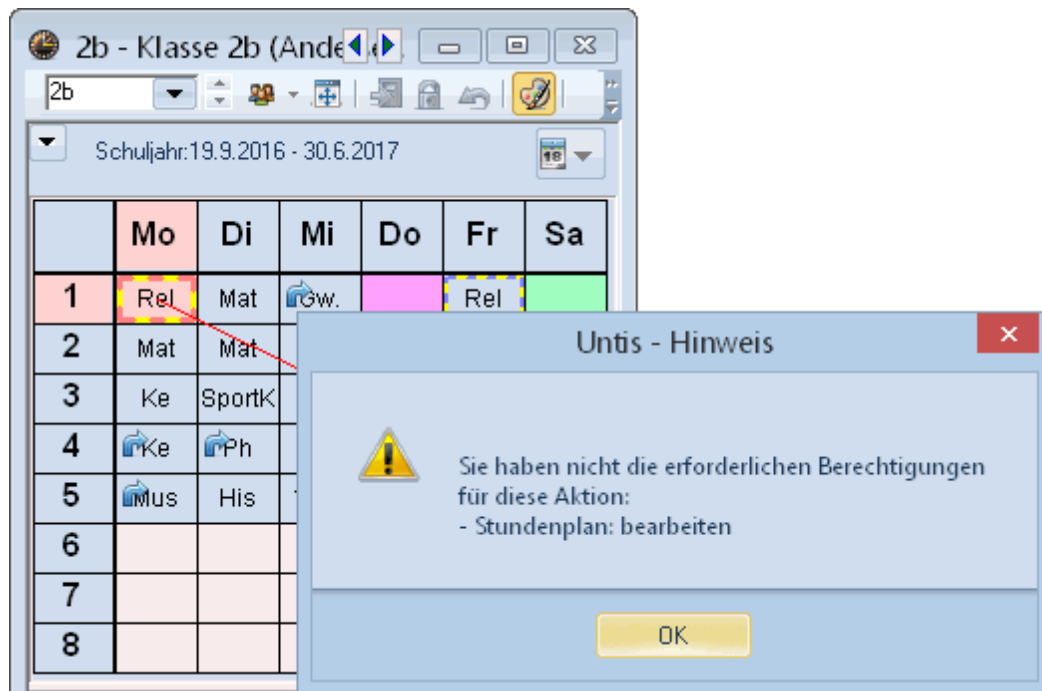 2b - Klasse 2b (Ande
2b
Schuljahr:19.9.2016 - 30.6.2017
18
Mo Di Mi Do Fr Sa
1 Rel Mat Gw. Rel
2 Mat Mat
3 Ke SportK
4 Ke Ph
5 Mus His
6
7
8
Untis - Hinweis
Sie haben nicht die erforderlichen Berechtigungen
für diese Aktion:
- Stundenplan: bearbeiten
OK